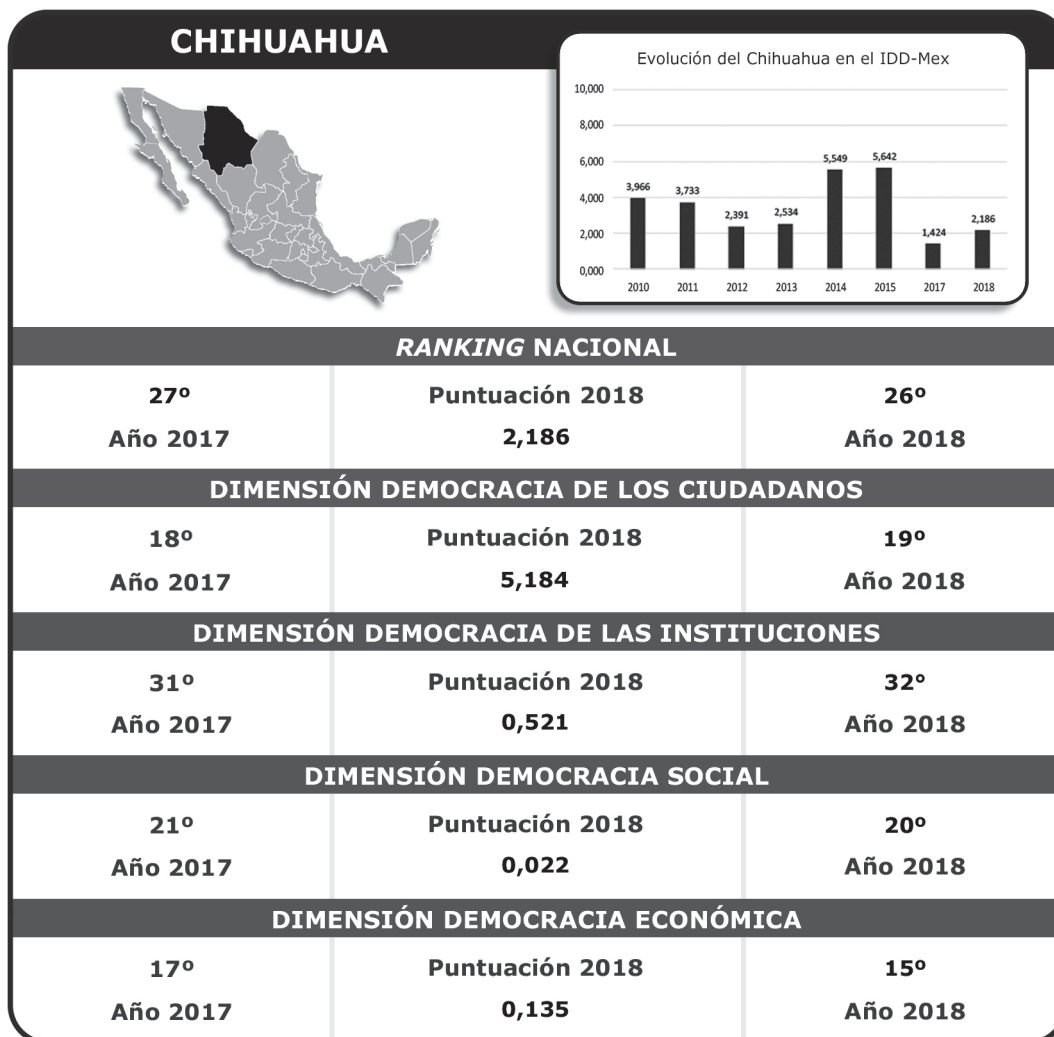 CHIHUAHUA
Evolución del Chihuahua en el IDD-Mex
10,000
8,000
6,000
4,000
2,000
0,000
3,966
3,733
2,391
2,534
5,549
5,642
1,424
2,186
2010 2011 2012 2013 2014 2015 2017 2018
RANKING NACIONAL
27º Puntuación 2018 26º
Año 2017 2,186 Año 2018
DIMENSIÓN DEMOCRACIA DE LOS CIUDADANOS
18º Puntuación 2018 19º
Año 2017 5,184 Año 2018
DIMENSIÓN DEMOCRACIA DE LAS INSTITUCIONES
31º Puntuación 2018 32°
Año 2017 0,521 Año 2018
DIMENSIÓN DEMOCRACIA SOCIAL
21º Puntuación 2018 20º
Año 2017 0,022 Año 2018
DIMENSIÓN DEMOCRACIA ECONÓMICA
17º Puntuación 2018 15º
Año 2017 0,135 Año 2018